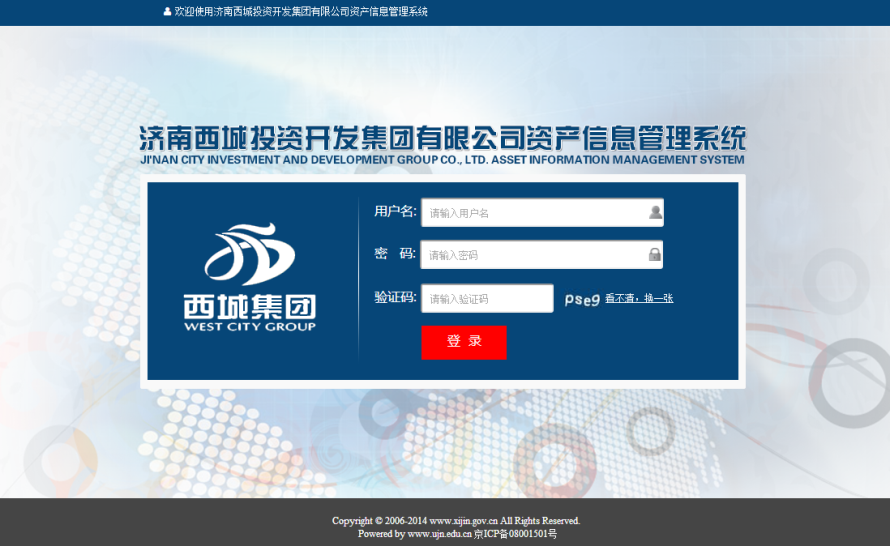 欢迎使用济南西城投资开发集团有限公司资产信息管理系统
济南西城投资开发集团有限公司资产信息管理系统
JI'NAN CITY INVESTMENT AND DEVELOPMENT GROUP CO., LTD. ASSET INFORMATION MANAGEMENT SYSTEM
西城集团
WEST CITY GROUP
用户名: 请输入用户名
密 码: 请输入密码
验证码: 请输入验证码 pse9 看不清，换一张
登 录
Copyright © 2006-2014 www.xijin.gov.cn All Rights Reserved.
Powered by www.ujn.edu.cn 京ICP备08001501号